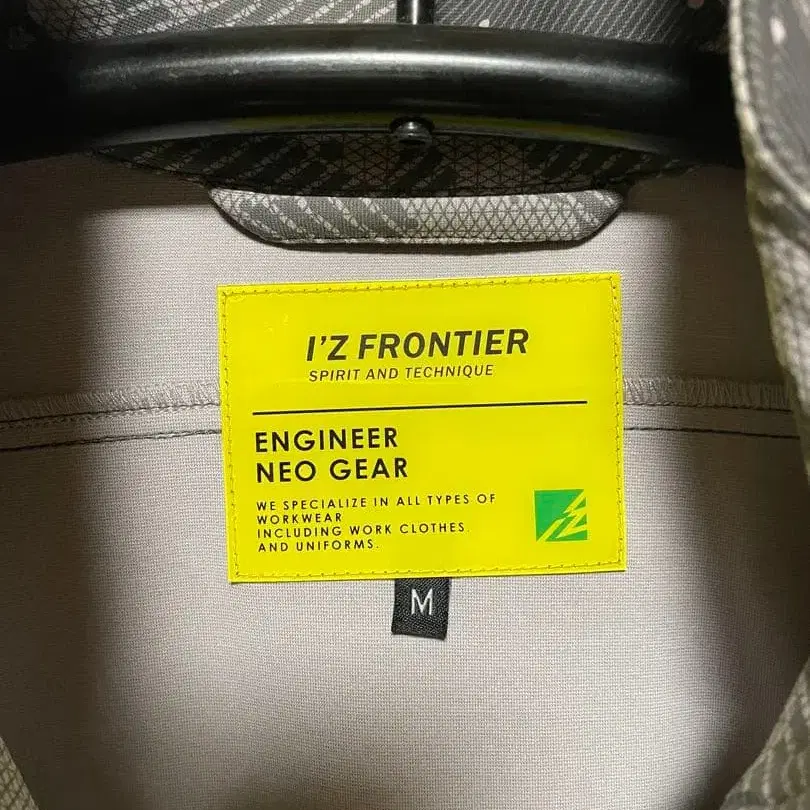 I'Z FRONTIER
SPIRIT AND TECHNIQUE
ENGINEER
NEO GEAR
WE SPECIALIZE IN ALL TYPES OF
WORKWEAR
INCLUDING WORK CLOTHES
AND UNIFORMS.
IZ
M